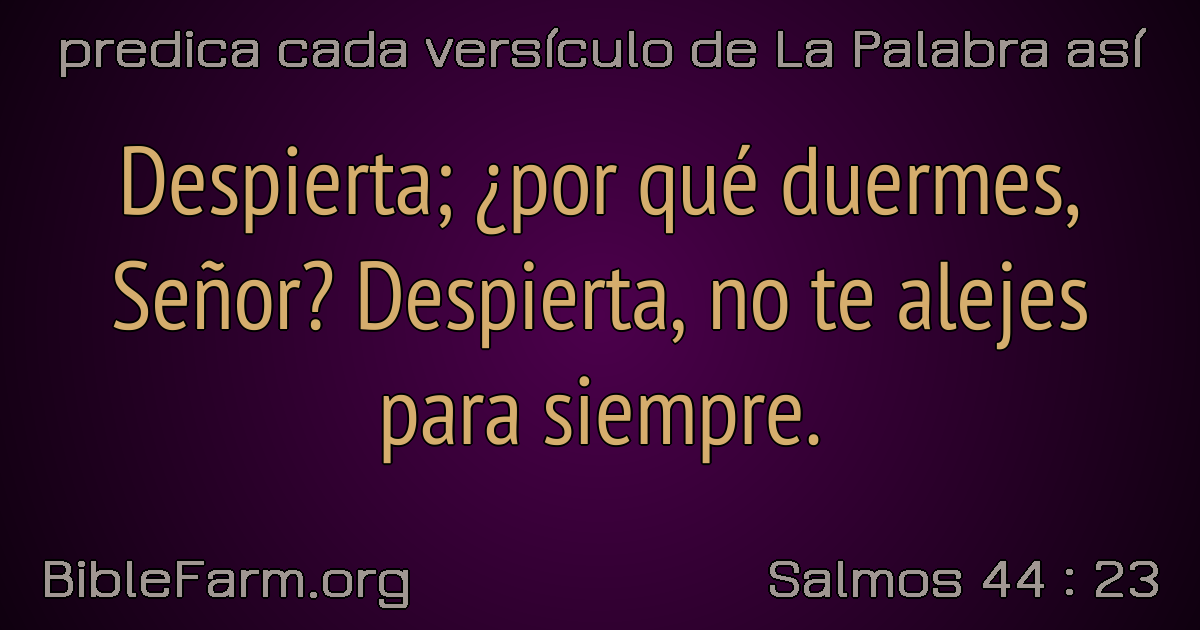 predica cada versículo de La Palabra así
Despierta; ¿por qué duermes,
Señor? Despierta, no te alejes
para siempre.
BibleFarm.org
Salmos 44 : 23